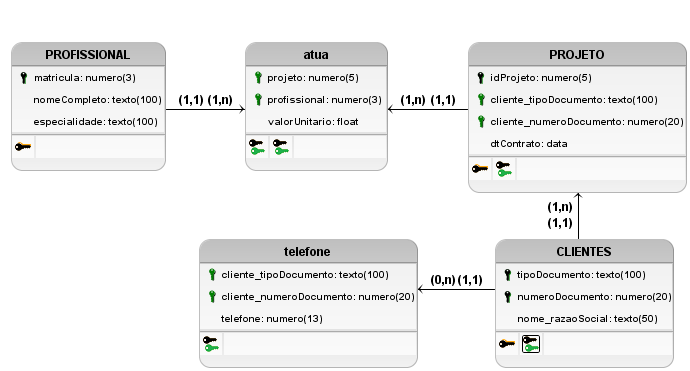 PROFISSIONAL
matricula: numero(3)
nomeCompleto: texto(100)
especialidade: texto(100)
(1,1) (1,n)
atua
projeto: numero(5)
profissional: numero(3)
valorUnitario: float
(1,n) (1,1)
PROJETO
idProjeto: numero(5)
cliente_tipoDocumento: texto(100)
cliente_numeroDocumento: numero(20)
dtContrato: data
(1,n)
(1,1)
telefone
cliente_tipoDocumento: texto(100)
cliente_numeroDocumento: numero(20)
telefone: numero(13)
(0,n) (1,1)
CLIENTES
tipoDocumento: texto(100)
numeroDocumento: numero(20)
nome_razaoSocial: texto(50)